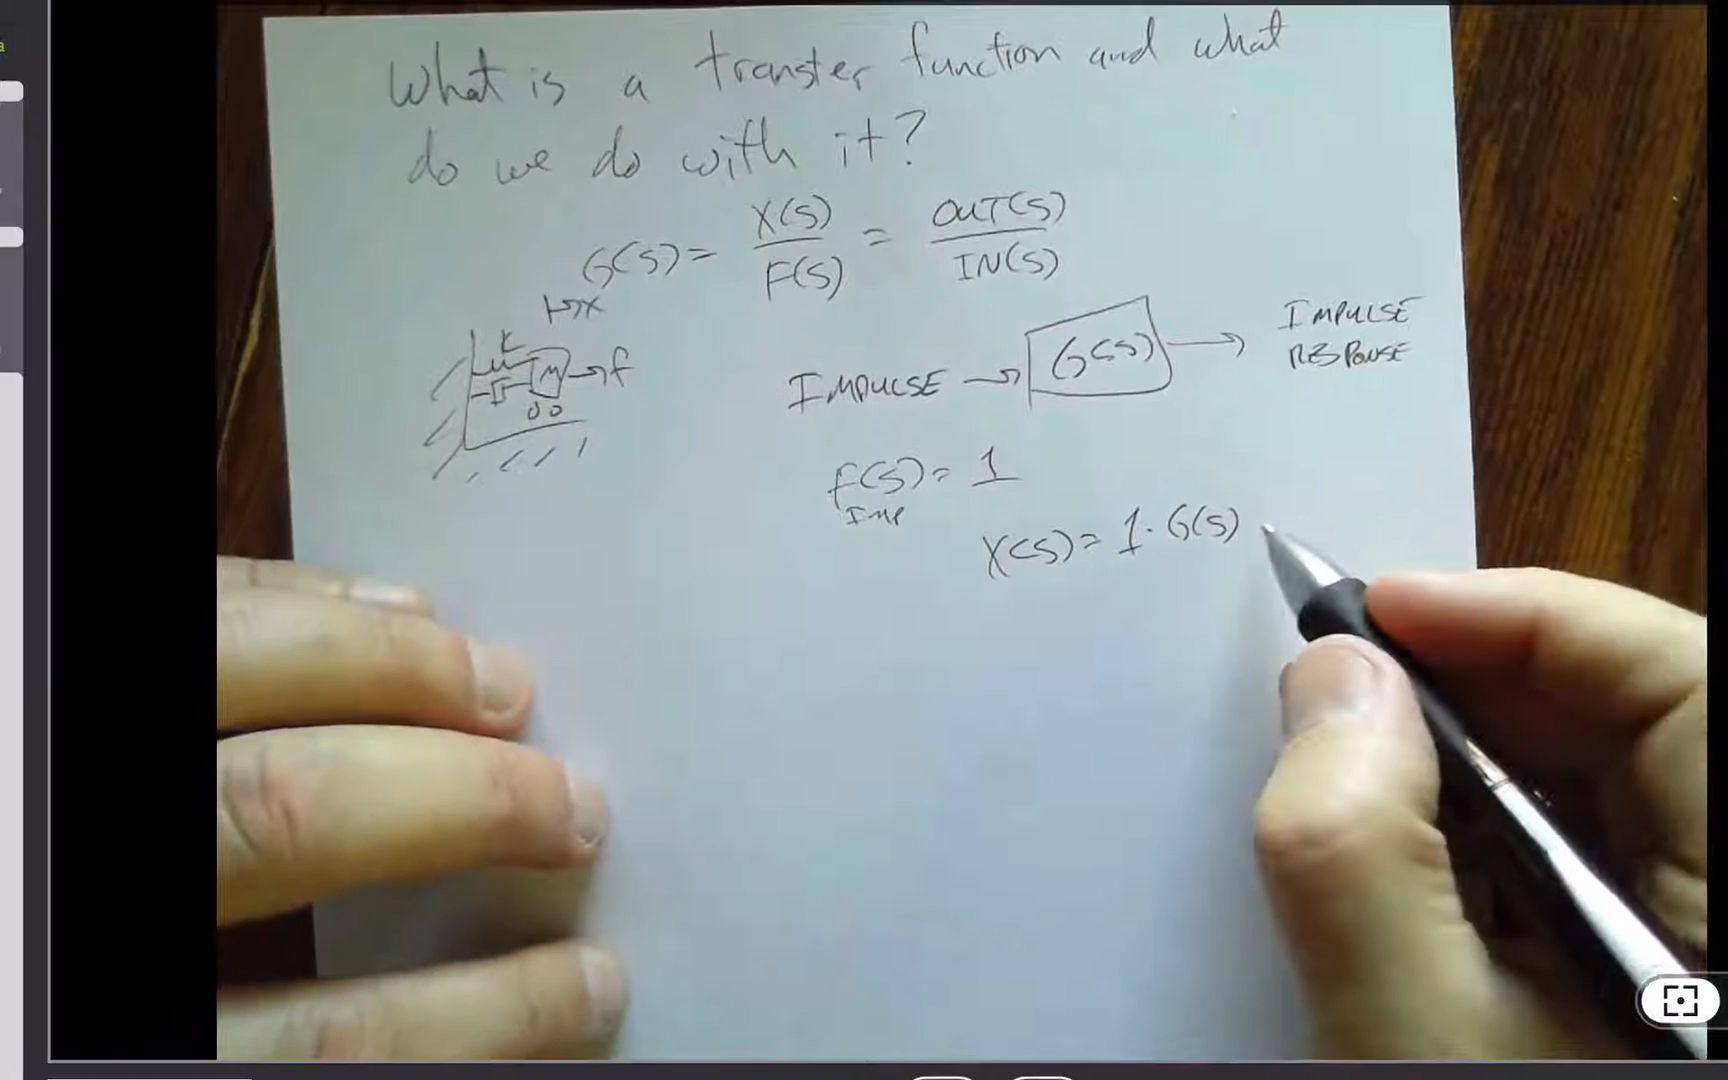 What is a transfer function and what
do we do with it?
G(S) = X(S) / F(S) = OUT(S) / IN(S)
x
k
M
f
IMPULSE → G(S) → IMPULSE RESPONSE
F(S) = 1
IMP
X(S) = 1 · G(S)